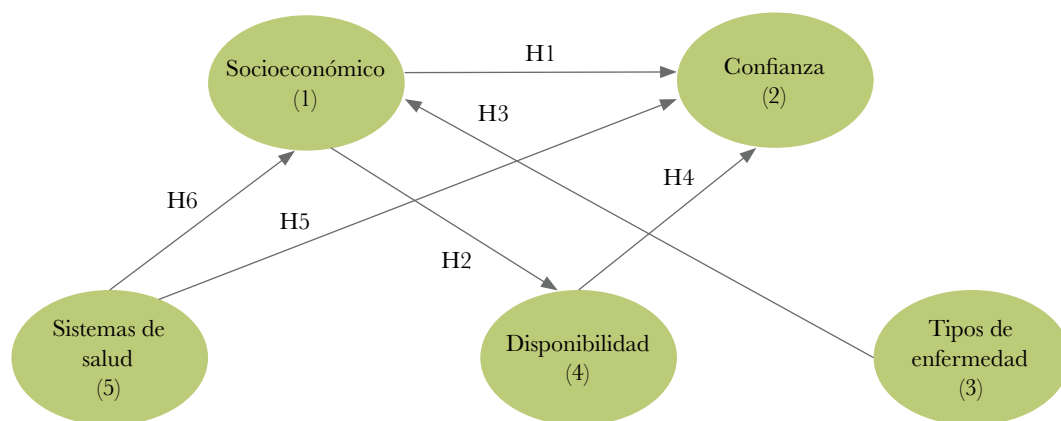 Socioeconómico
(1)
H1
Confianza
(2)
H3
H4
H6
H5
H2
Sistemas de
salud
(5)
Disponibilidad
(4)
Tipos de
enfermedad
(3)